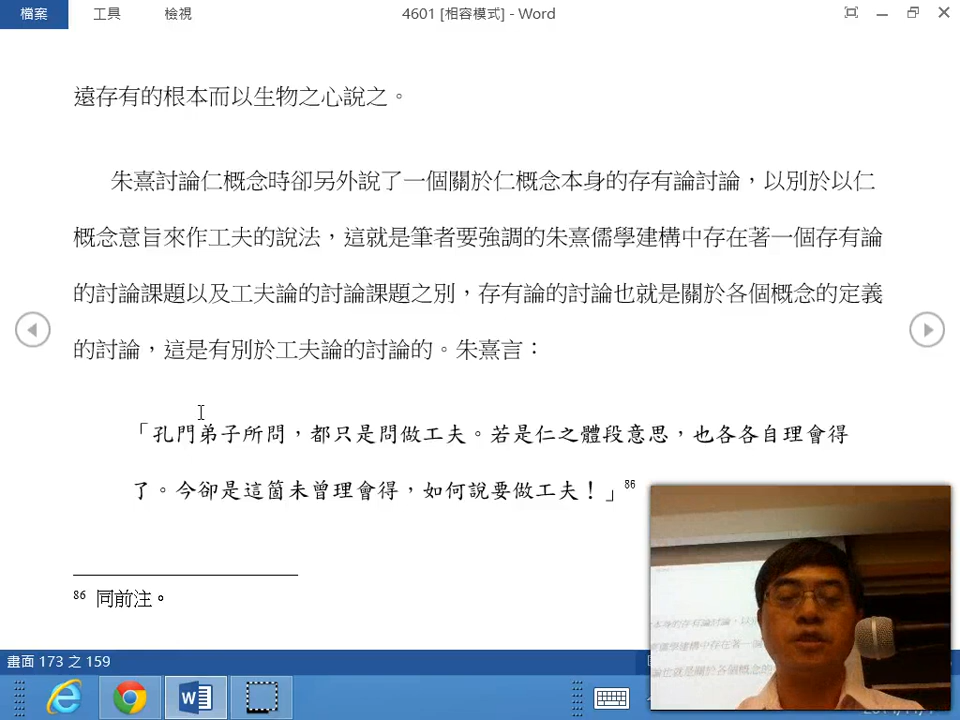 檔案 工具 檢視 4601 [相容模式] - Word
遠存有的根本而以生物之心說之。
朱熹討論仁概念時卻另外說了一個關於仁概念本身的存有論討論，以別於以仁
概念意旨來作工夫的說法，這就是筆者要強調的朱熹儒學建構中存在著一個存有論
的討論課題以及工夫論的討論課題之別，存有論的討論也就是關於各個概念的定義
的討論，這是有別於工夫論的討論的。朱熹言：
「孔門弟子所問，都只是問做工夫。若是仁之體段意思，也各各自理會得
了。今卻是這箇未曾理會得，如何說要做工夫！」86
86 同前注。
畫面 173 之 159